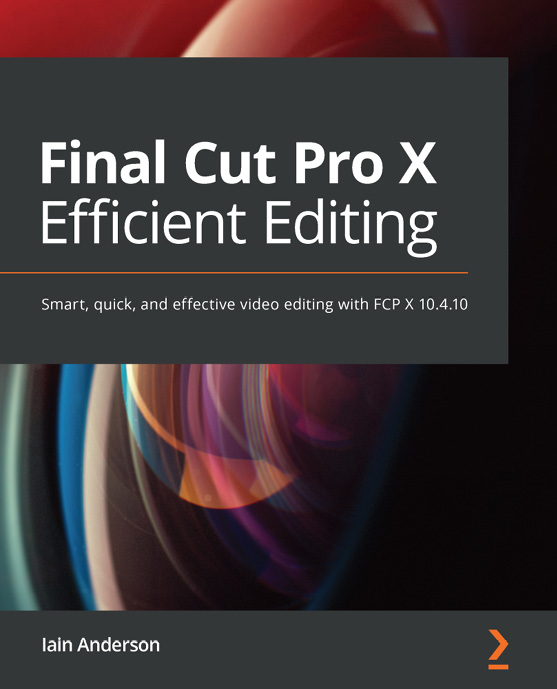 Final Cut Pro X
Efficient Editing
Smart, quick, and effective video editing with FCP X 10.4.10
Iain Anderson